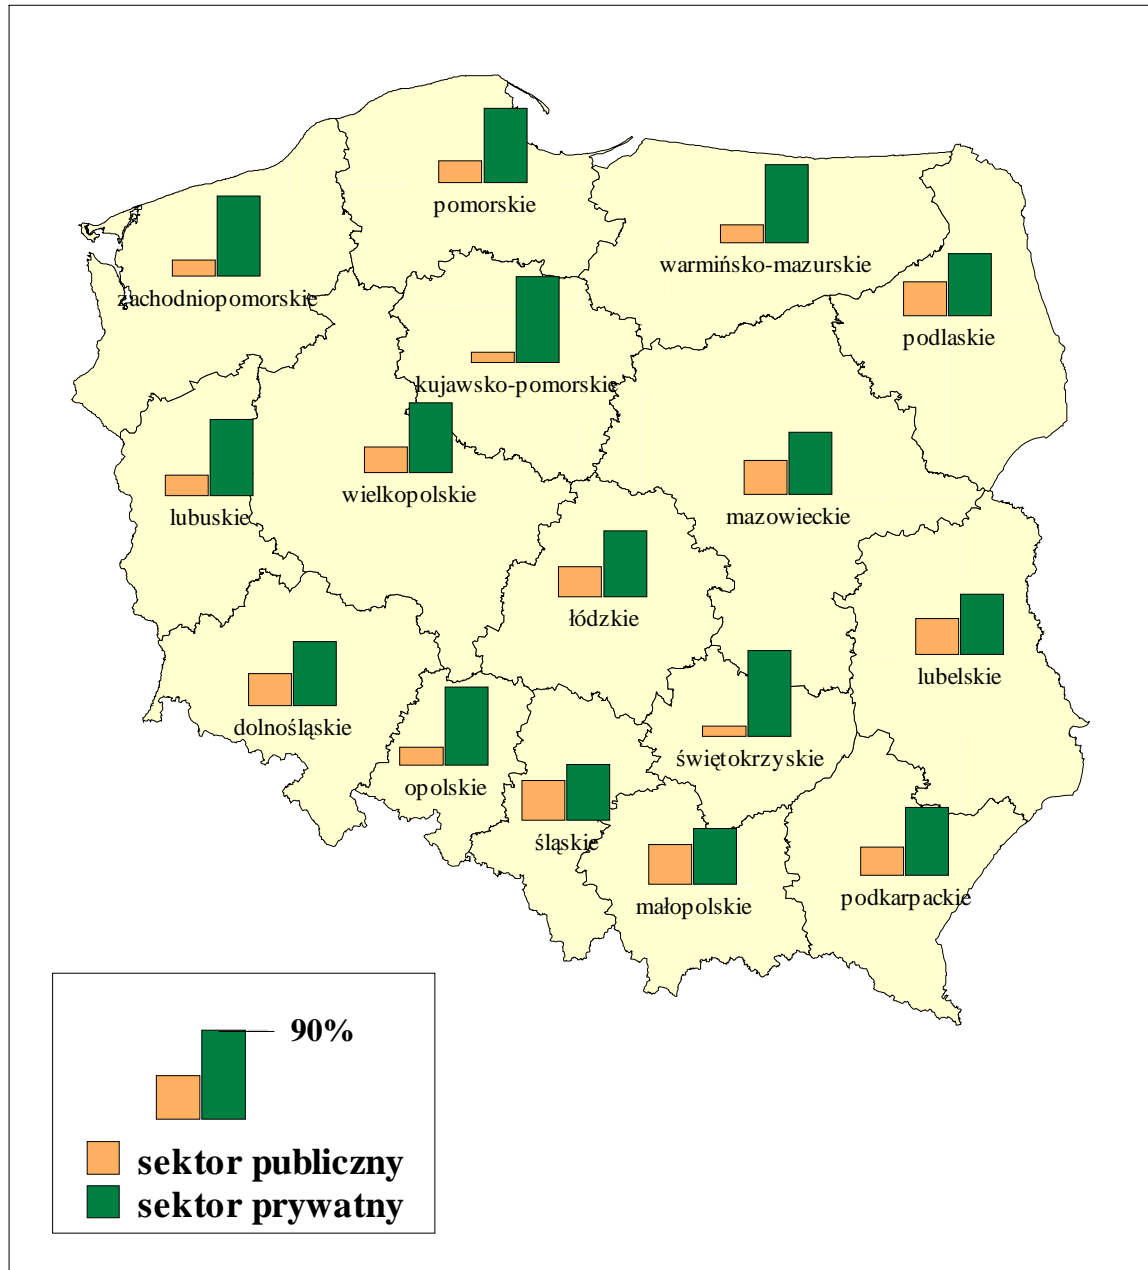 pomorskie
warmińsko-mazurskie
zachodniopomorskie
podlaskie
kujawsko-pomorskie
wielkopolskie
lubuskie
mazowieckie
łódzkie
lubelskie
dolnośląskie
świętokrzyskie
opolskie
śląskie
małopolskie
podkarpackie
90%
sektor publiczny
sektor prywatny